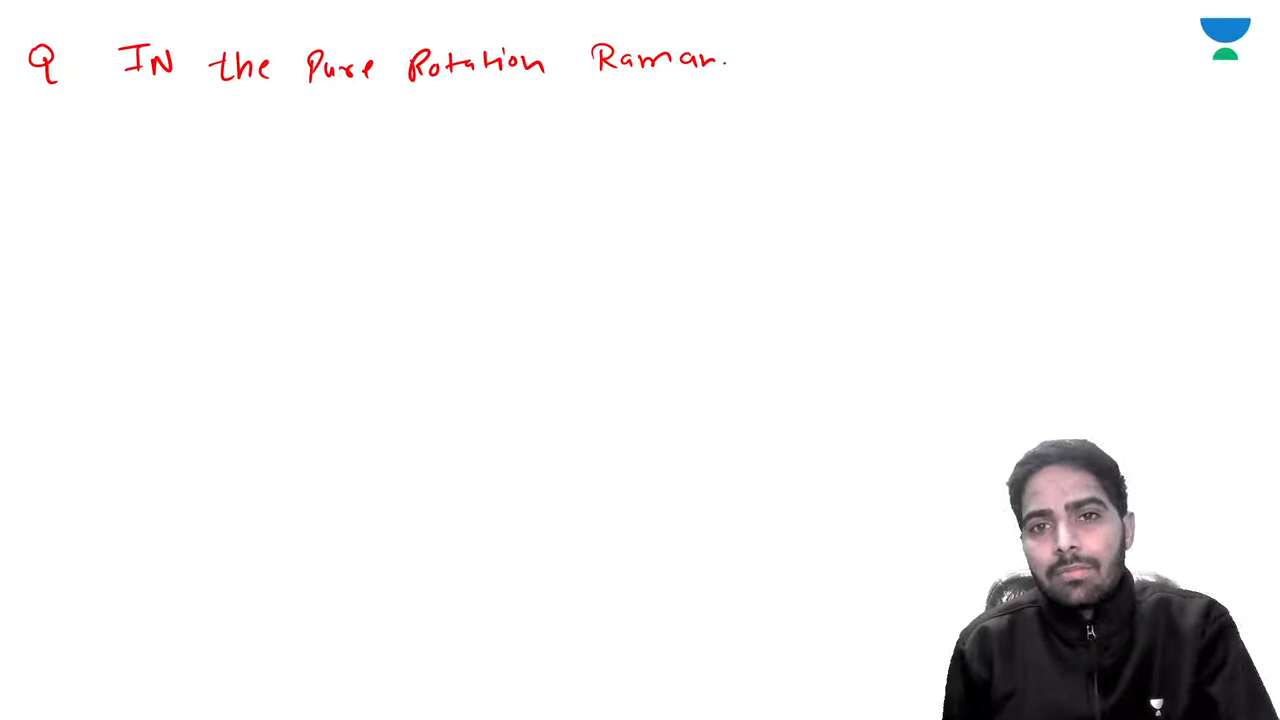 Q IN the Pure Rotation Raman.